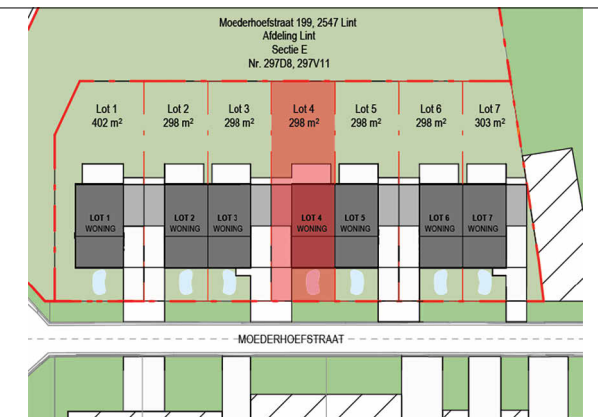 Moederhoefstraat 199, 2547 Lint
Afdeling Lint
Sectie E
Nr. 297D8, 297V11
Lot 1
402 m²
Lot 2
298 m²
Lot 3
298 m²
Lot 4
298 m²
Lot 5
298 m²
Lot 6
298 m²
Lot 7
303 m²
LOT 1
WONING
LOT 2
WONING
LOT 3
WONING
LOT 4
WONING
LOT 5
WONING
LOT 6
WONING
LOT 7
WONING
MOEDERHOEFSTRAAT